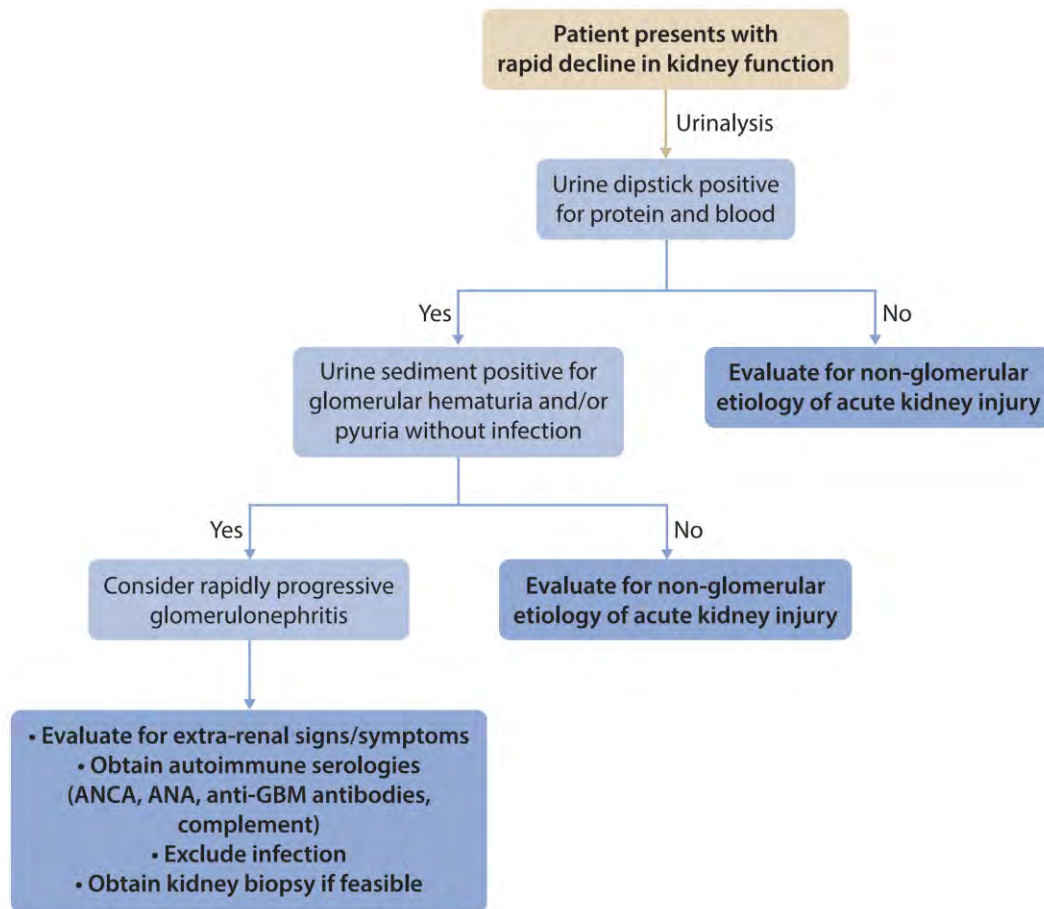 Patient presents with
rapid decline in kidney function
Urinalysis
Urine dipstick positive
for protein and blood
Yes
No
Urine sediment positive for
glomerular hematuria and/or
pyuria without infection
Evaluate for non-glomerular
etiology of acute kidney injury
Yes
No
Consider rapidly progressive
glomerulonephritis
Evaluate for non-glomerular
etiology of acute kidney injury
• Evaluate for extra-renal signs/symptoms
• Obtain autoimmune serologies
(ANCA, ANA, anti-GBM antibodies,
complement)
• Exclude infection
• Obtain kidney biopsy if feasible